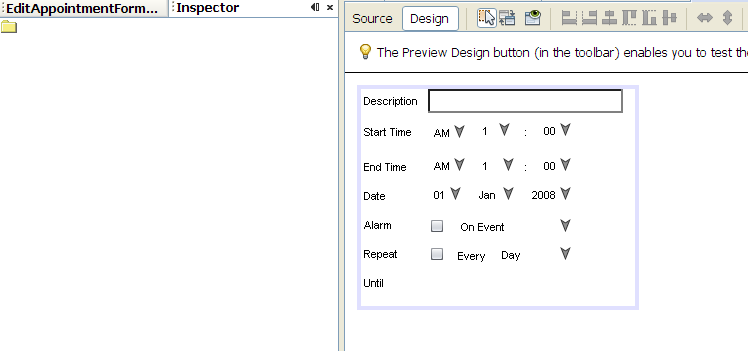 EditAppointmentForm... Inspector
Source Design
The Preview Design button (in the toolbar) enables you to test the
Description
Start Time AM 1 : 00
End Time AM 1 : 00
Date 01 Jan 2008
Alarm On Event
Repeat Every Day
Until